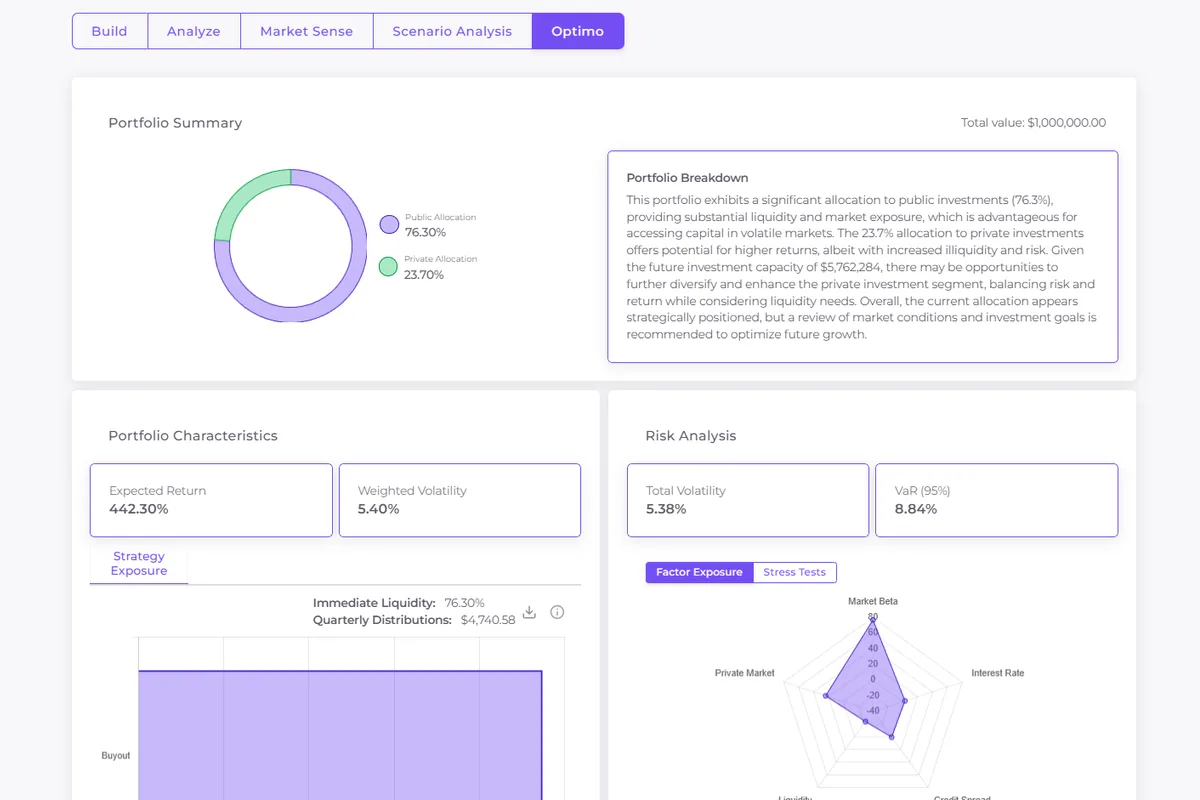 Build
Analyze
Market Sense
Scenario Analysis
Optimo
Portfolio Summary
Total value: $1,000,000.00
Public Allocation
76.30%
Private Allocation
23.70%
Portfolio Breakdown
This portfolio exhibits a significant allocation to public investments (76.3%),
providing substantial liquidity and market exposure, which is advantageous for
accessing capital in volatile markets. The 23.7% allocation to private investments
offers potential for higher returns, albeit with increased illiquidity and risk. Given
the future investment capacity of $5,762,284, there may be opportunities to
further diversify and enhance the private investment segment, balancing risk and
return while considering liquidity needs. Overall, the current allocation appears
strategically positioned, but a review of market conditions and investment goals is
recommended to optimize future growth.
Portfolio Characteristics
Expected Return
442.30%
Weighted Volatility
5.40%
Strategy
Exposure
Immediate Liquidity: 76.30%
Quarterly Distributions: $4,740.58
Buyout
Risk Analysis
Total Volatility
5.38%
VaR (95%)
8.84%
Factor Exposure
Stress Tests
Market Beta
80
60
40
20
0
-20
-40
Private Market
Interest Rate
Liquidity
Credit Spread